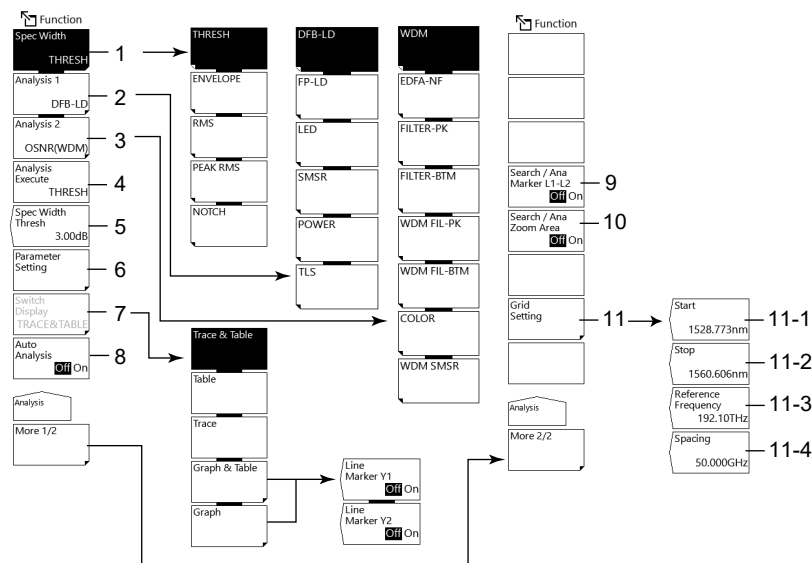 Function
Spec Width
THRESH
1
Analysis 1
DFB-LD
2
Analysis 2
OSNR(WDM)
3
Analysis
Execute
THRESH
4
Spec Width
Thresh
3.00dB
5
Parameter
Setting
6
Switch
Display
TRACE&TABLE
7
Auto
Analysis
Off On
8
Analysis
More 1/2
THRESH
ENVELOPE
RMS
PEAK RMS
NOTCH
Trace & Table
Table
Trace
Graph & Table
Graph
Line
Marker Y1
Off On
Line
Marker Y2
Off On
DFB-LD
FP-LD
LED
SMSR
POWER
TLS
WDM
EDFA-NF
FILTER-PK
FILTER-BTM
WDM FIL-PK
WDM FIL-BTM
COLOR
WDM SMSR
Function
Search / Ana
Marker L1-L2
Off On
9
Search / Ana
Zoom Area
Off On
10
Grid
Setting
11
Analysis
More 2/2
Start
1528.773nm
11-1
Stop
1560.606nm
11-2
Reference
Frequency
192.10THz
11-3
Spacing
50.000GHz
11-4